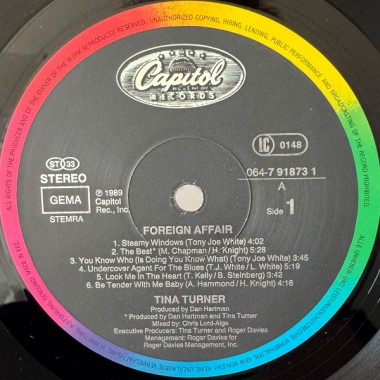 Capitol
RECORDS
LC 0148
064-7 91873 1
A
Side 1
ST 33
STEREO
GEMA
STEMRA
℗ 1989
Capitol
Rec., Inc.
FOREIGN AFFAIR
1. Steamy Windows (Tony Joe White) 4:02
2. The Best* (M. Chapman / H. Knight) 5:28
3. You Know Who (Is Doing You Know What) (Tony Joe White) 3:45
4. Undercover Agent For The Blues (T.J. White / L. White) 5:19
5. Look Me In The Heart (T. Kelly / B. Steinberg) 3:42
6. Be Tender With Me Baby (A. Hammond / H. Knight) 4:16
TINA TURNER
Produced by Dan Hartman
* Produced by Dan Hartman and Tina Turner
Mixed by: Chris Lord-Alge
Executive Producers: Tina Turner and Roger Davies
Management: Roger Davies for
Roger Davies Management, Inc.
ALL RIGHTS OF THE PRODUCER AND OF THE OWNER OF THE WORK REPRODUCED RESERVED. UNAUTHORIZED COPYING, HIRING, LENDING, PUBLIC PERFORMANCE AND BROADCASTING OF THIS RECORD